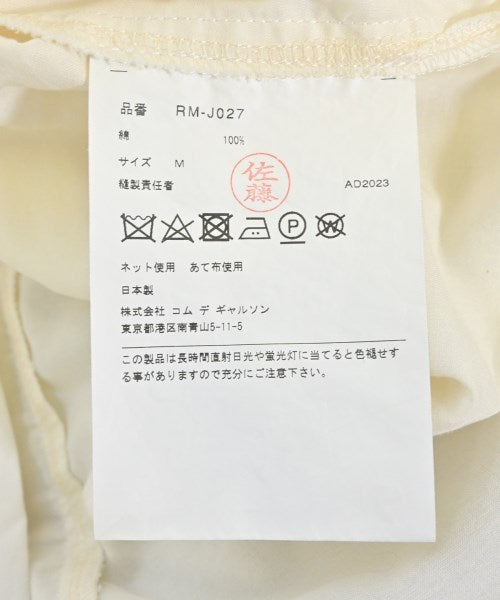 品番 RM-J027
綿 100%
サイズ M
縫製責任者 佐藤 AD2023
P W
ネット使用 あて布使用
日本製
株式会社 コム デ ギャルソン
東京都港区南青山5-11-5
この製品は長時間直射日光や蛍光灯に当てると色褪せす
る事がありますので充分にご注意下さい。